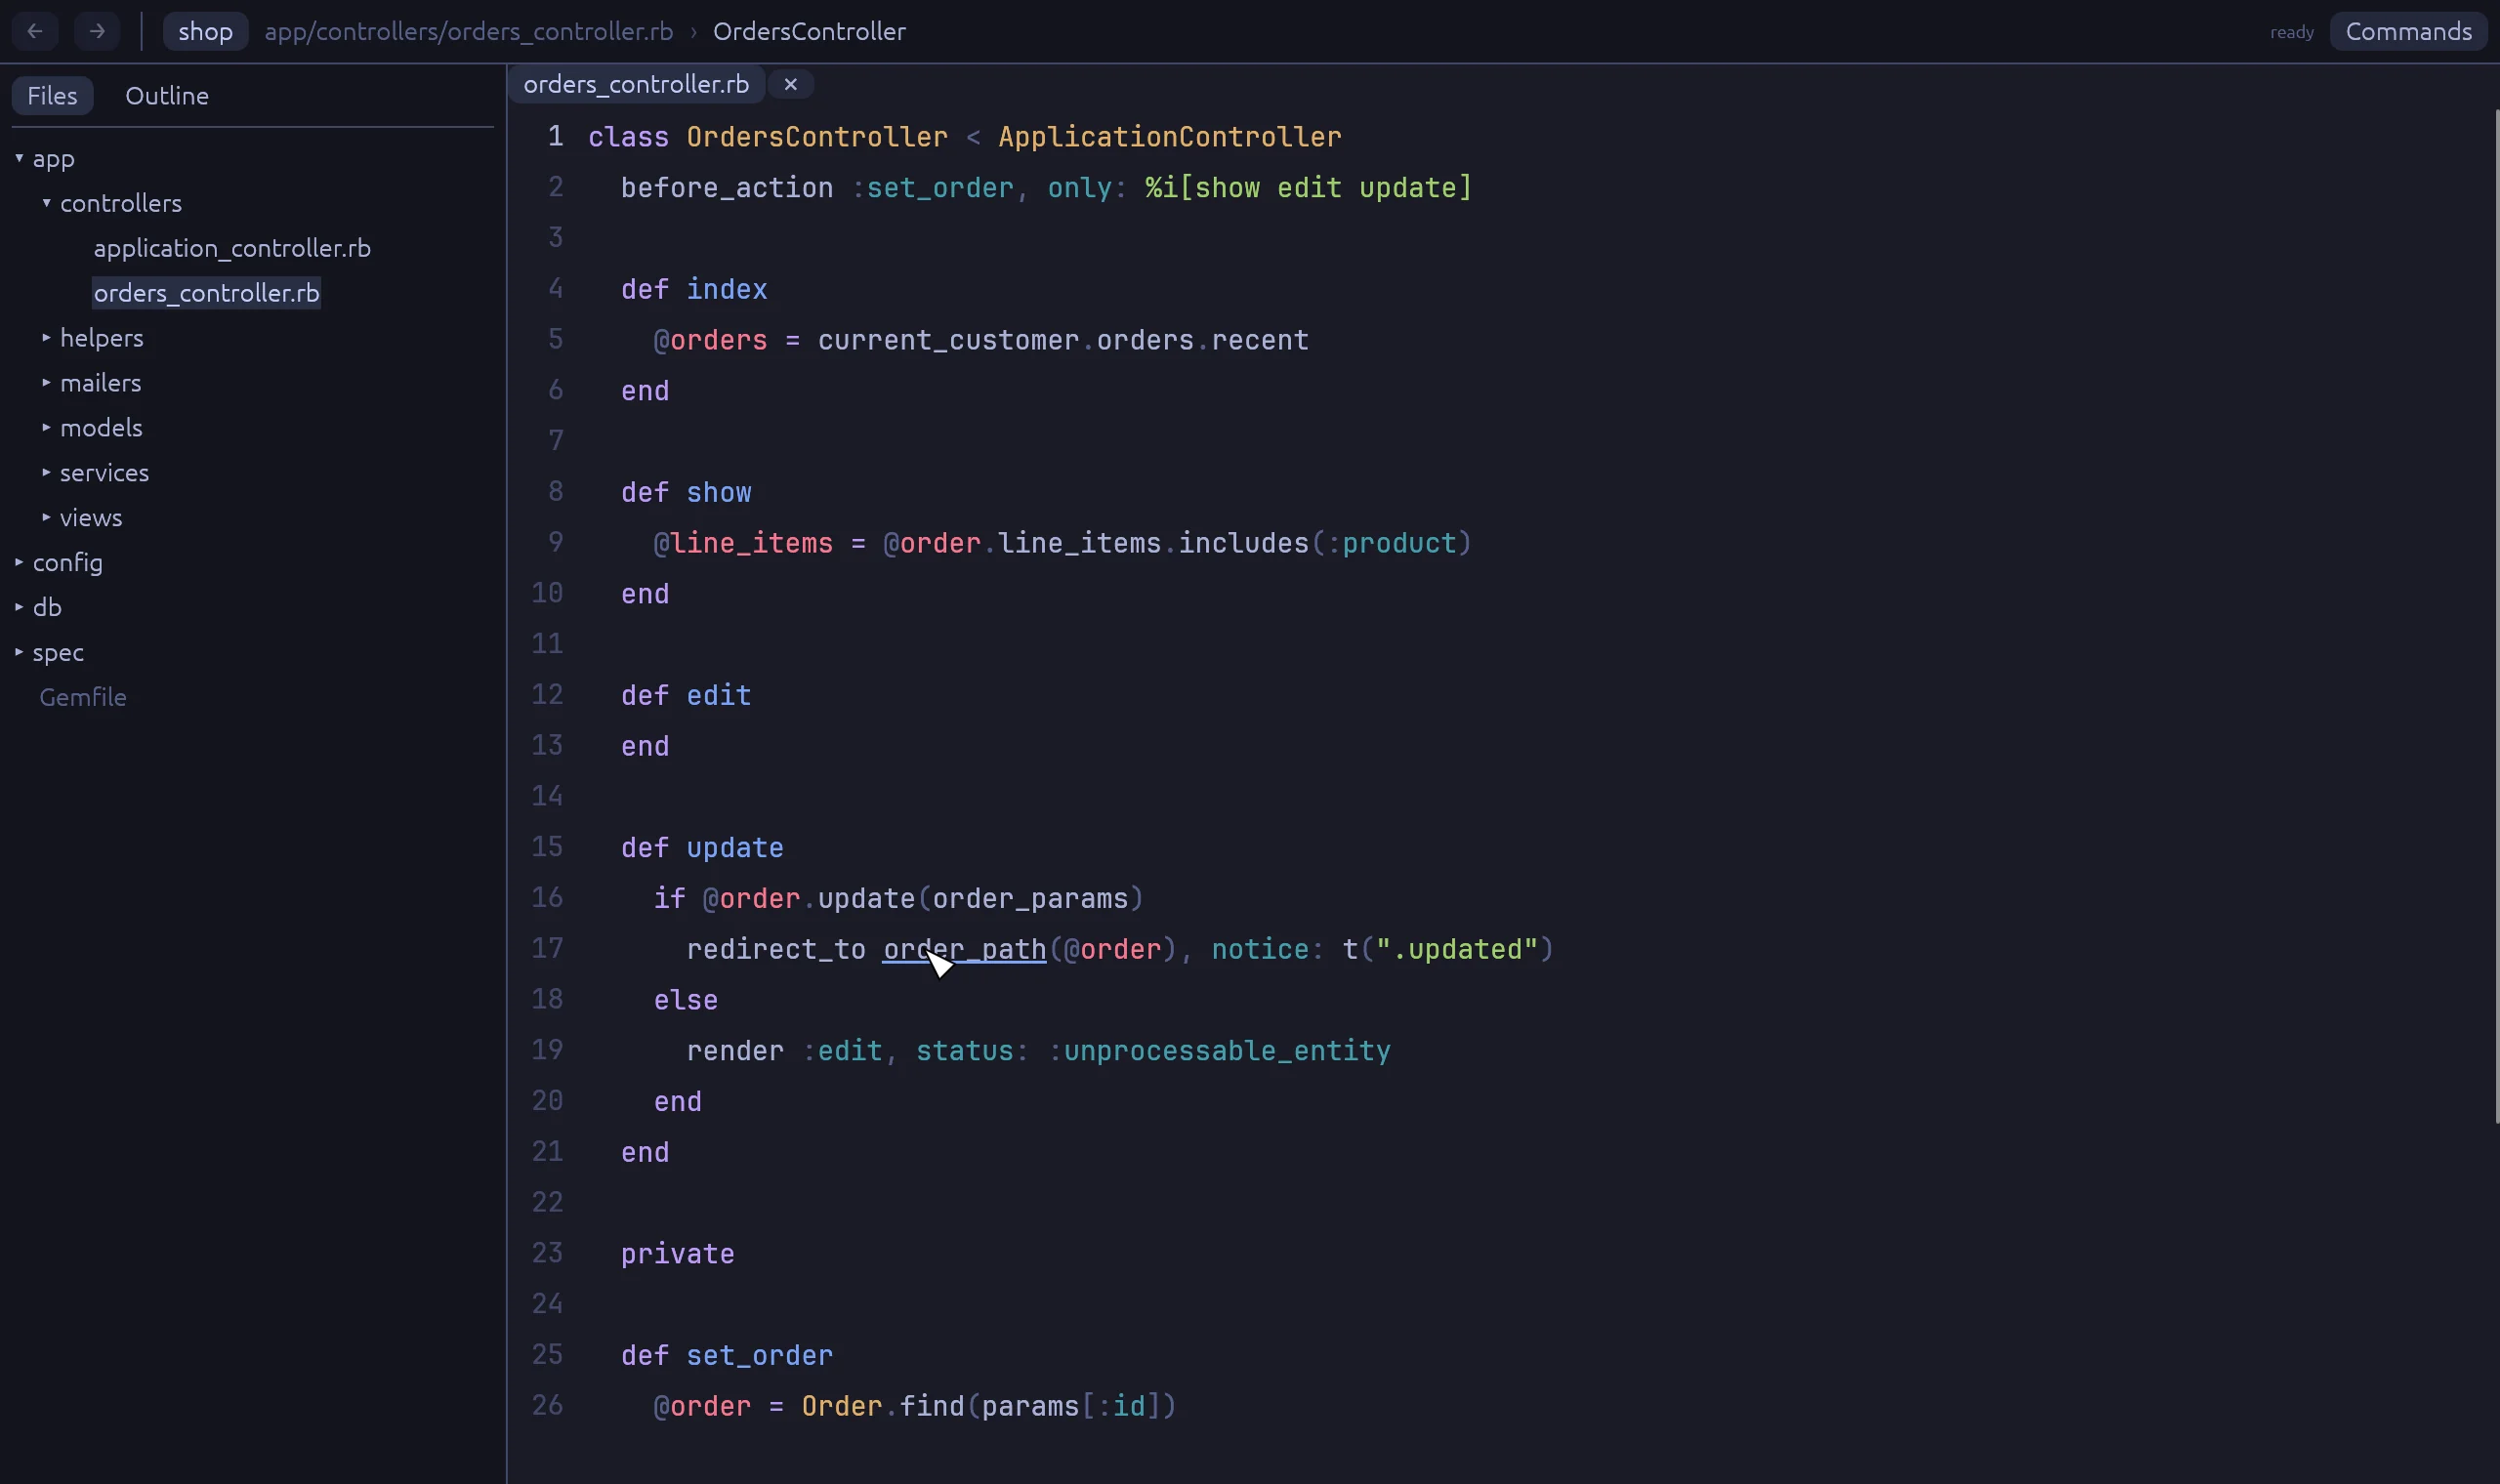 ← → shop app/controllers/orders_controller.rb › OrdersController ready Commands
Files Outline
▾ app
▾ controllers
application_controller.rb
orders_controller.rb
▸ helpers
▸ mailers
▸ models
▸ services
▸ views
▸ config
▸ db
▸ spec
Gemfile
orders_controller.rb ×
1 class OrdersController < ApplicationController
2   before_action :set_order, only: %i[show edit update]
3
4   def index
5     @orders = current_customer.orders.recent
6   end
7
8   def show
9     @line_items = @order.line_items.includes(:product)
10   end
11
12   def edit
13   end
14
15   def update
16     if @order.update(order_params)
17       redirect_to order_path(@order), notice: t(".updated")
18     else
19       render :edit, status: :unprocessable_entity
20     end
21   end
22
23   private
24
25   def set_order
26     @order = Order.find(params[:id])